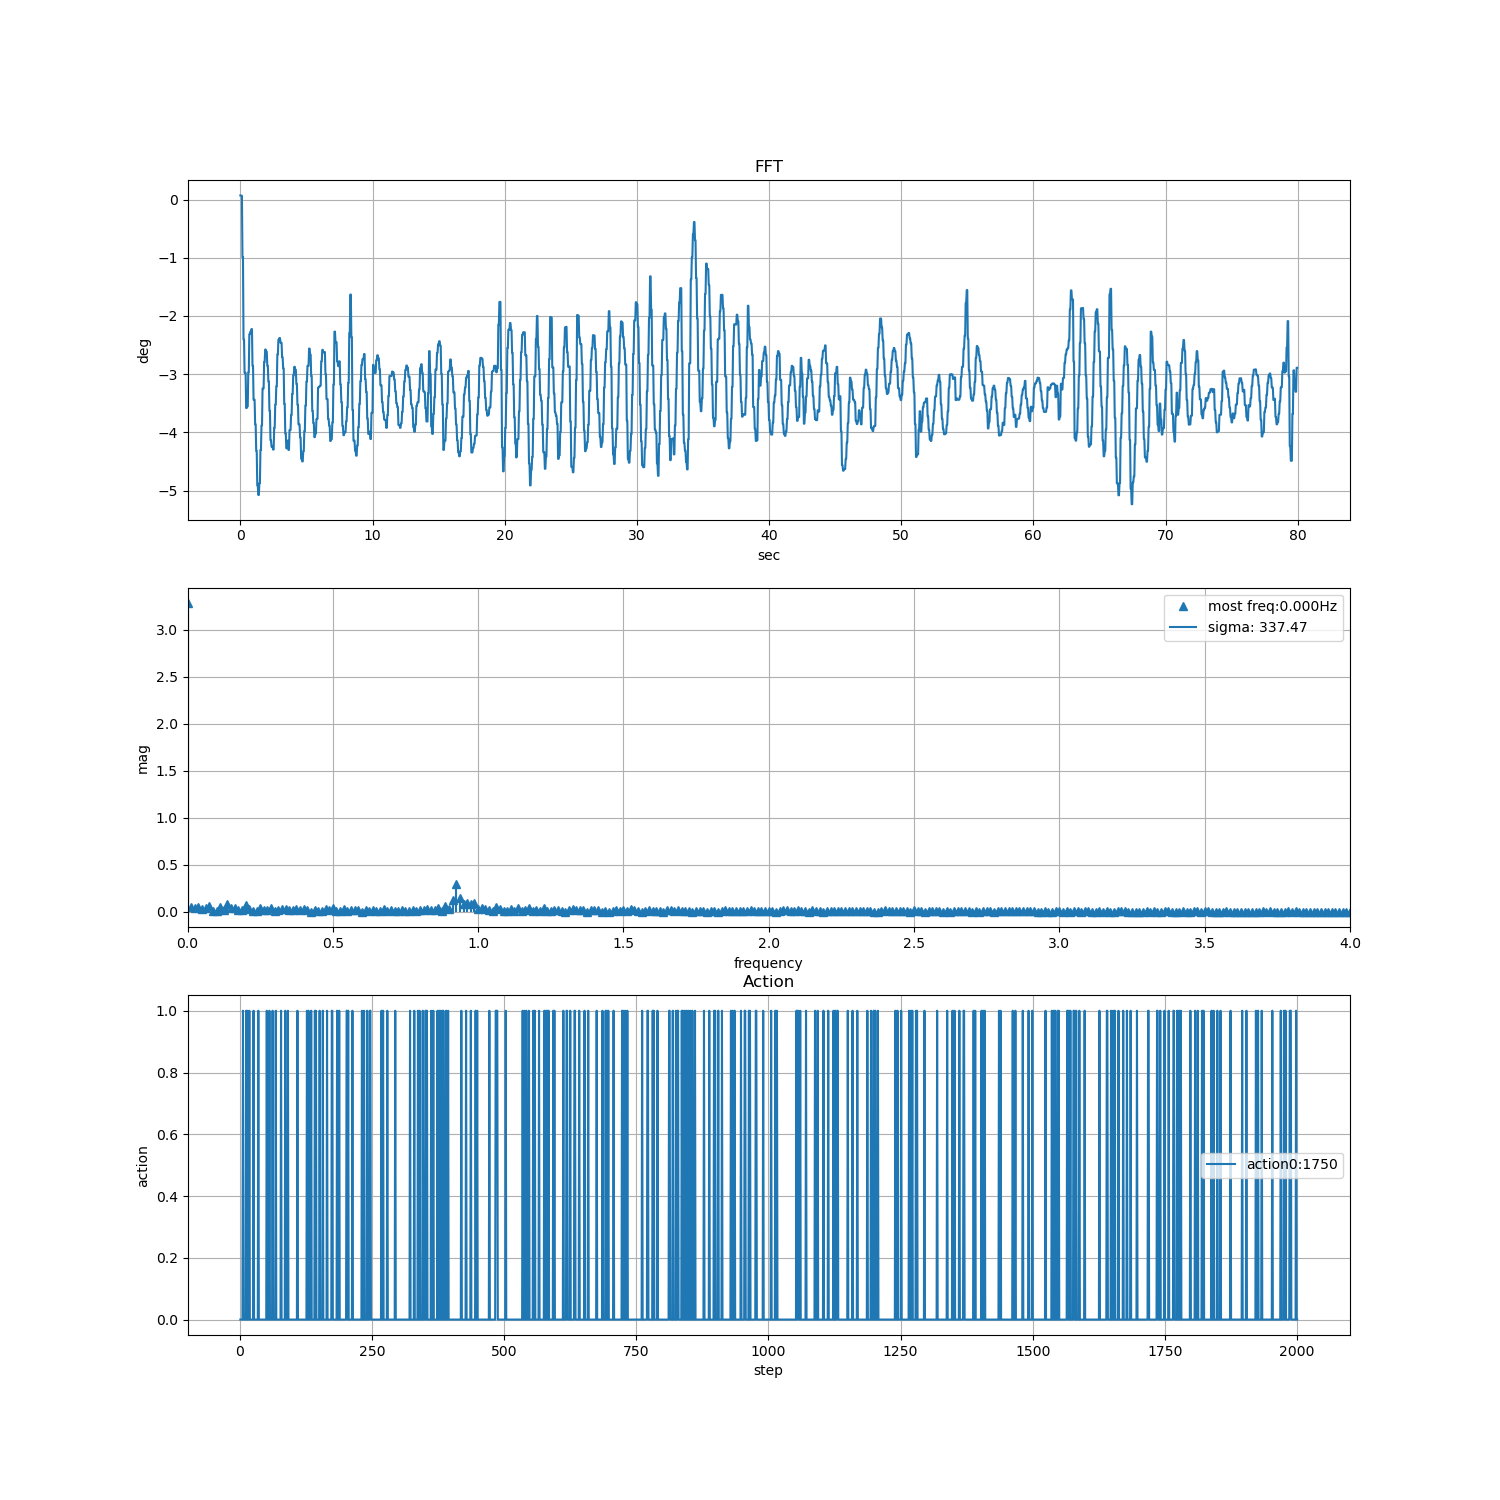 FFT
0
−1
−2
−3
−4
−5
deg
0 10 20 30 40 50 60 70 80
sec
most freq:0.000Hz
sigma: 337.47
3.0
2.5
2.0
1.5
1.0
0.5
0.0
mag
0.0 0.5 1.0 1.5 2.0 2.5 3.0 3.5 4.0
frequency
Action
1.0
0.8
0.6
0.4
0.2
0.0
action
action0:1750
0 250 500 750 1000 1250 1500 1750 2000
step